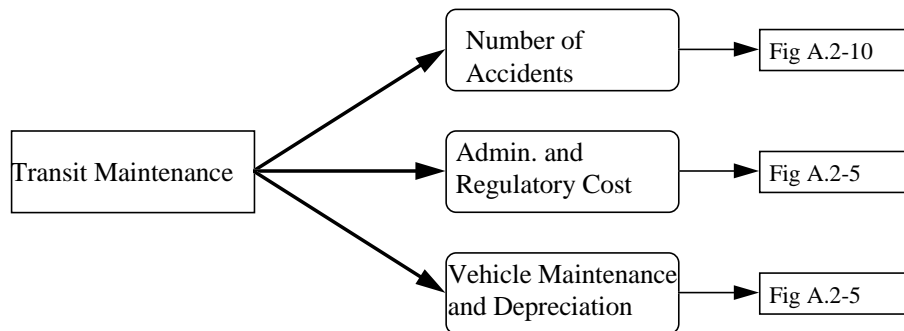 Number of
Accidents
Fig A.2-10
Transit Maintenance
Admin. and
Regulatory Cost
Fig A.2-5
Vehicle Maintenance
and Depreciation
Fig A.2-5